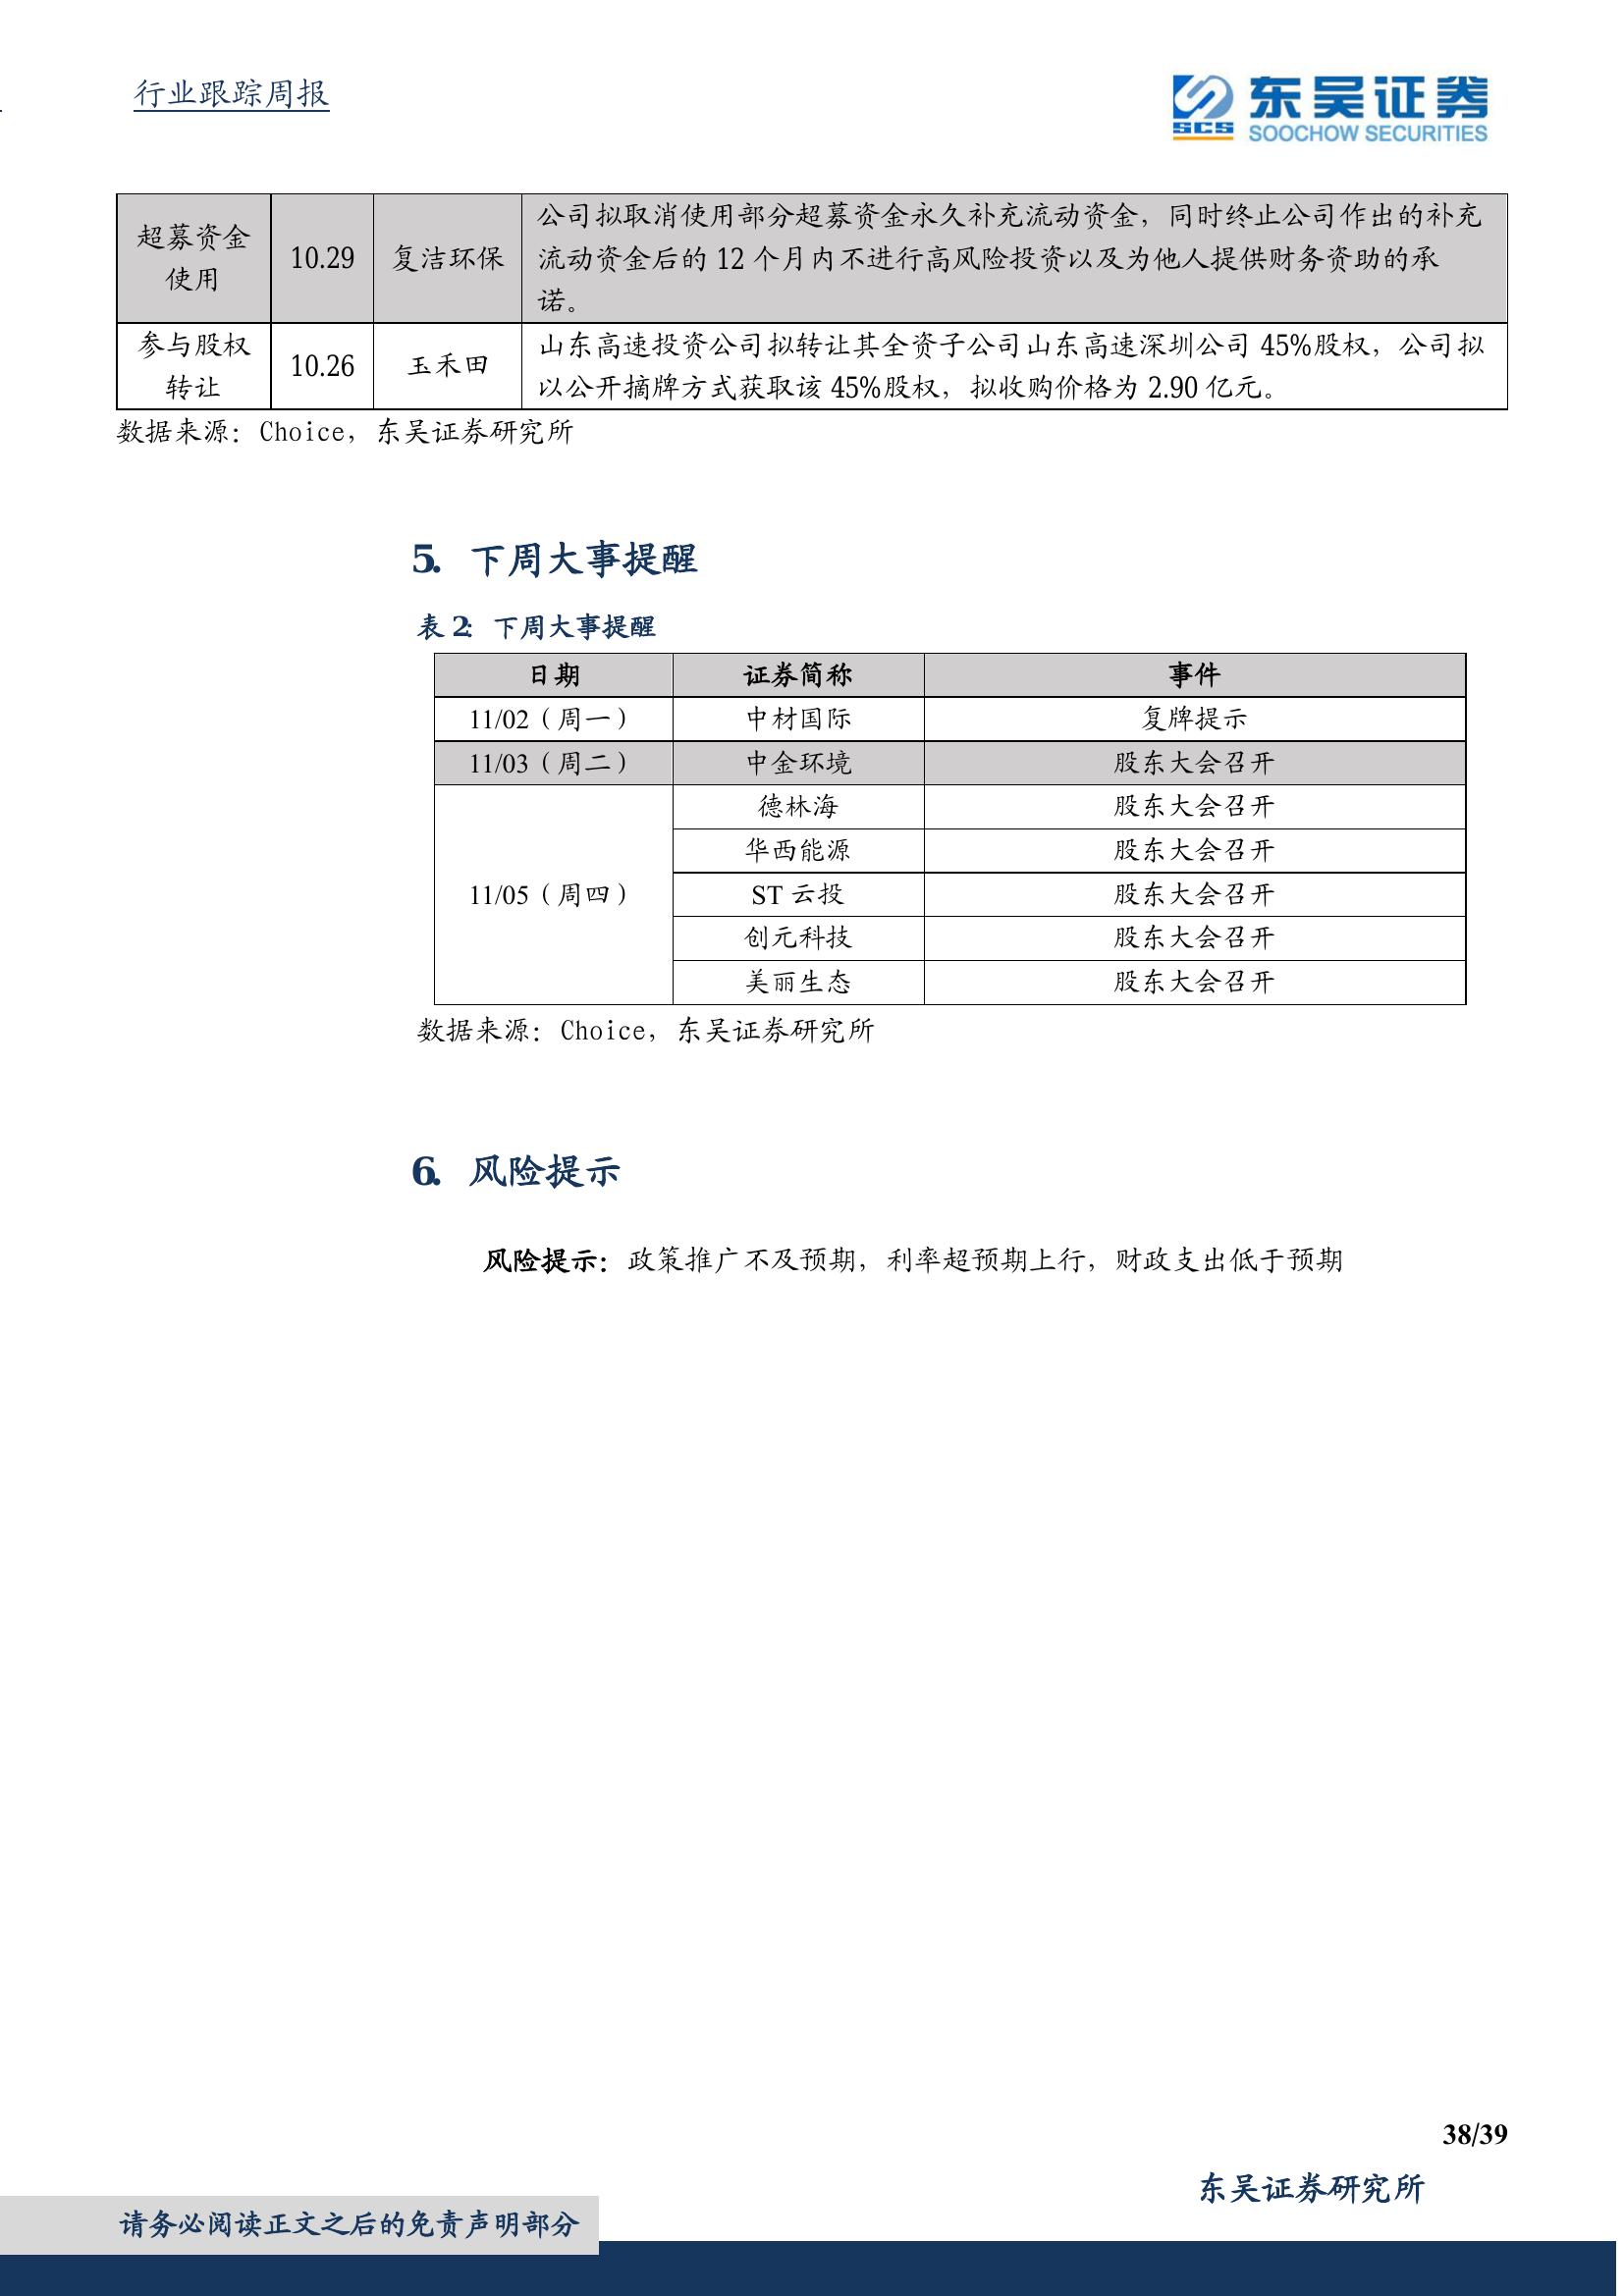 行业跟踪周报
SCS
东吴证券
SOOCHOW SECURITIES
超募资金
使用
10.29
复洁环保
公司拟取消使用部分超募资金永久补充流动资金，同时终止公司作出的补充
流动资金后的 12 个月内不进行高风险投资以及为他人提供财务资助的承
诺。
参与股权
转让
10.26
玉禾田
山东高速投资公司拟转让其全资子公司山东高速深圳公司 45%股权，公司拟
以公开摘牌方式获取该 45%股权，拟收购价格为 2.90 亿元。
数据来源：Choice，东吴证券研究所
5. 下周大事提醒
表 2：下周大事提醒
日期 证券简称 事件
11/02（周一） 中材国际 复牌提示
11/03（周二） 中金环境 股东大会召开
德林海 股东大会召开
华西能源 股东大会召开
11/05（周四） ST 云投 股东大会召开
创元科技 股东大会召开
美丽生态 股东大会召开
数据来源：Choice，东吴证券研究所
6. 风险提示
风险提示：政策推广不及预期，利率超预期上行，财政支出低于预期
38/39
东吴证券研究所
请务必阅读正文之后的免责声明部分